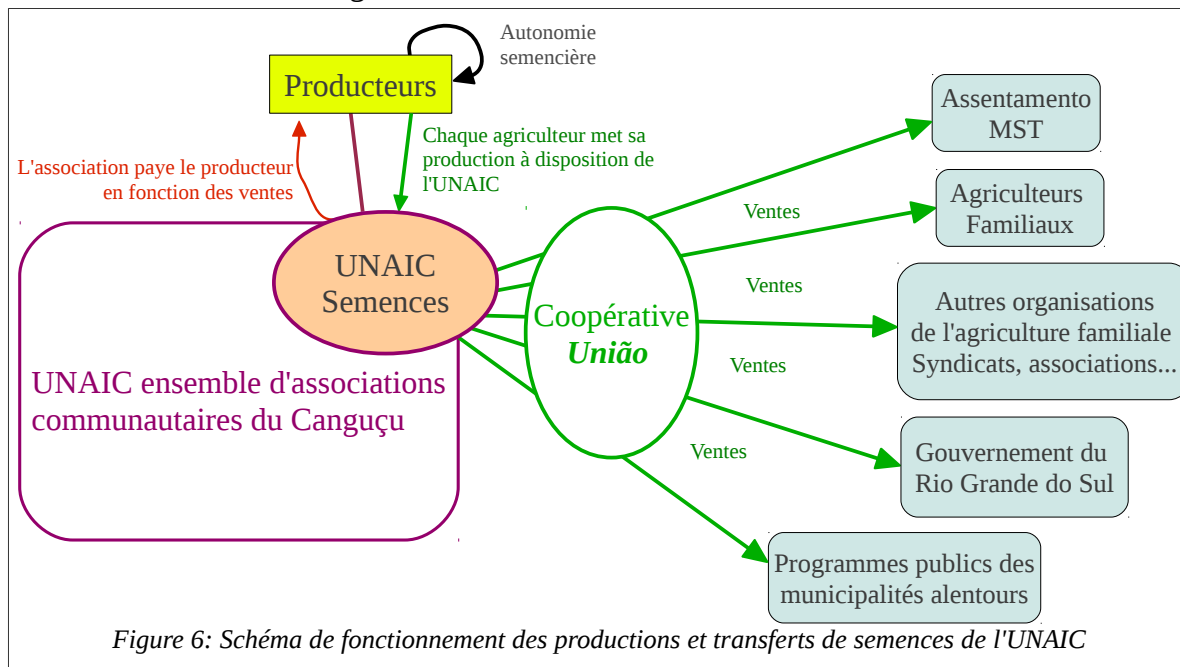 Autonomie
semencière
Producteurs
Chaque agriculteur met sa
production à disposition de
l'UNAIC
L'association paye le producteur
en fonction des ventes
UNAIC
Semences
UNAIC ensemble d'associations
communautaires du Canguçu
Coopérative
União
Ventes
Ventes
Ventes
Ventes
Assentamento
MST
Agriculteurs
Familiaux
Autres organisations
de l'agriculture familiale
Syndicats, associations...
Gouvernement du
Rio Grande do Sul
Programmes publics des
municipalités alentours
Figure 6: Schéma de fonctionnement des productions et transferts de semences de l'UNAIC